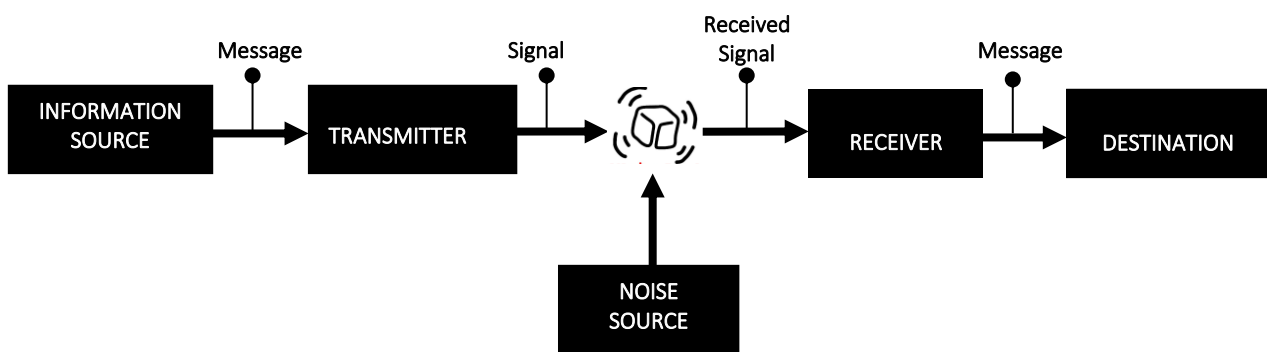 Message
Signal
Received
Signal
Message
INFORMATION
SOURCE
TRANSMITTER
RECEIVER
DESTINATION
NOISE
SOURCE